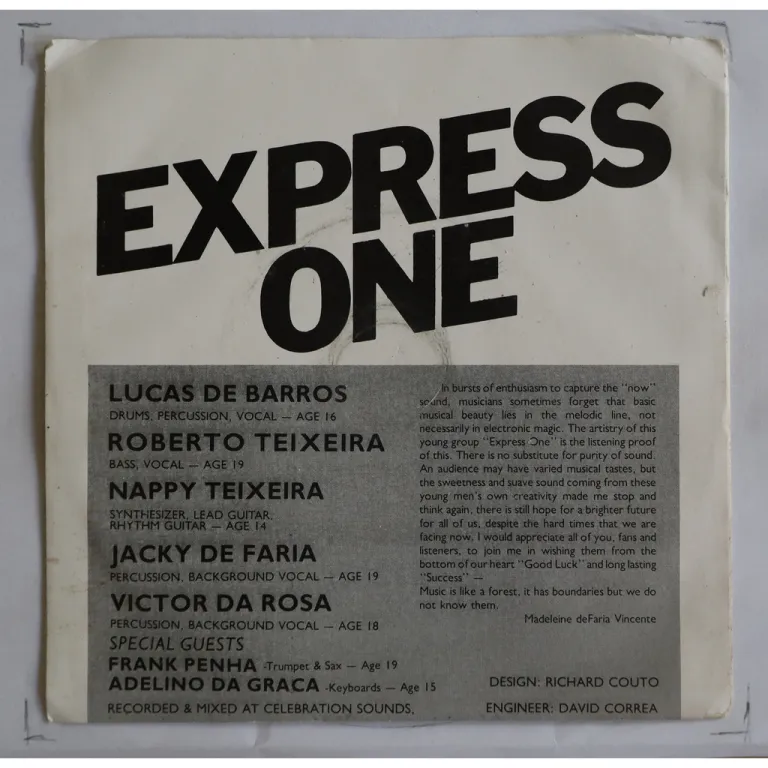 EXPRESS
ONE
LUCAS DE BARROS
DRUMS, PERCUSSION, VOCAL — AGE 16
ROBERTO TEIXEIRA
BASS, VOCAL — AGE 19
NAPPY TEIXEIRA
SYNTHESIZER, LEAD GUITAR,
RHYTHM GUITAR — AGE 14
JACKY DE FARIA
PERCUSSION, BACKGROUND VOCAL — AGE 19
VICTOR DA ROSA
PERCUSSION, BACKGROUND VOCAL — AGE 18
SPECIAL GUESTS
FRANK PENHA -Trumpet & Sax — Age 19
ADELINO DA GRACA -Keyboards — Age 15
RECORDED & MIXED AT CELEBRATION SOUNDS,
In bursts of enthusiasm to capture the "now"
sound, musicians sometimes forget that basic
musical beauty lies in the melodic line, not
necessarily in electronic magic. The artistry of this
young group "Express One" is the listening proof
of this. There is no substitute for purity of sound.
An audience may have varied musical tastes, but
the sweetness and suave sound coming from these
young men's own creativity made me stop and
think again, there is still hope for a brighter future
for all of us, despite the hard times that we are
facing now. I would appreciate all of you, fans and
listeners, to join me in wishing them from the
bottom of our heart "Good Luck" and long lasting
"Success" —
Music is like a forest, it has boundaries but we do
not know them.
Madeleine deFaria Vincente
DESIGN: RICHARD COUTO
ENGINEER: DAVID CORREA